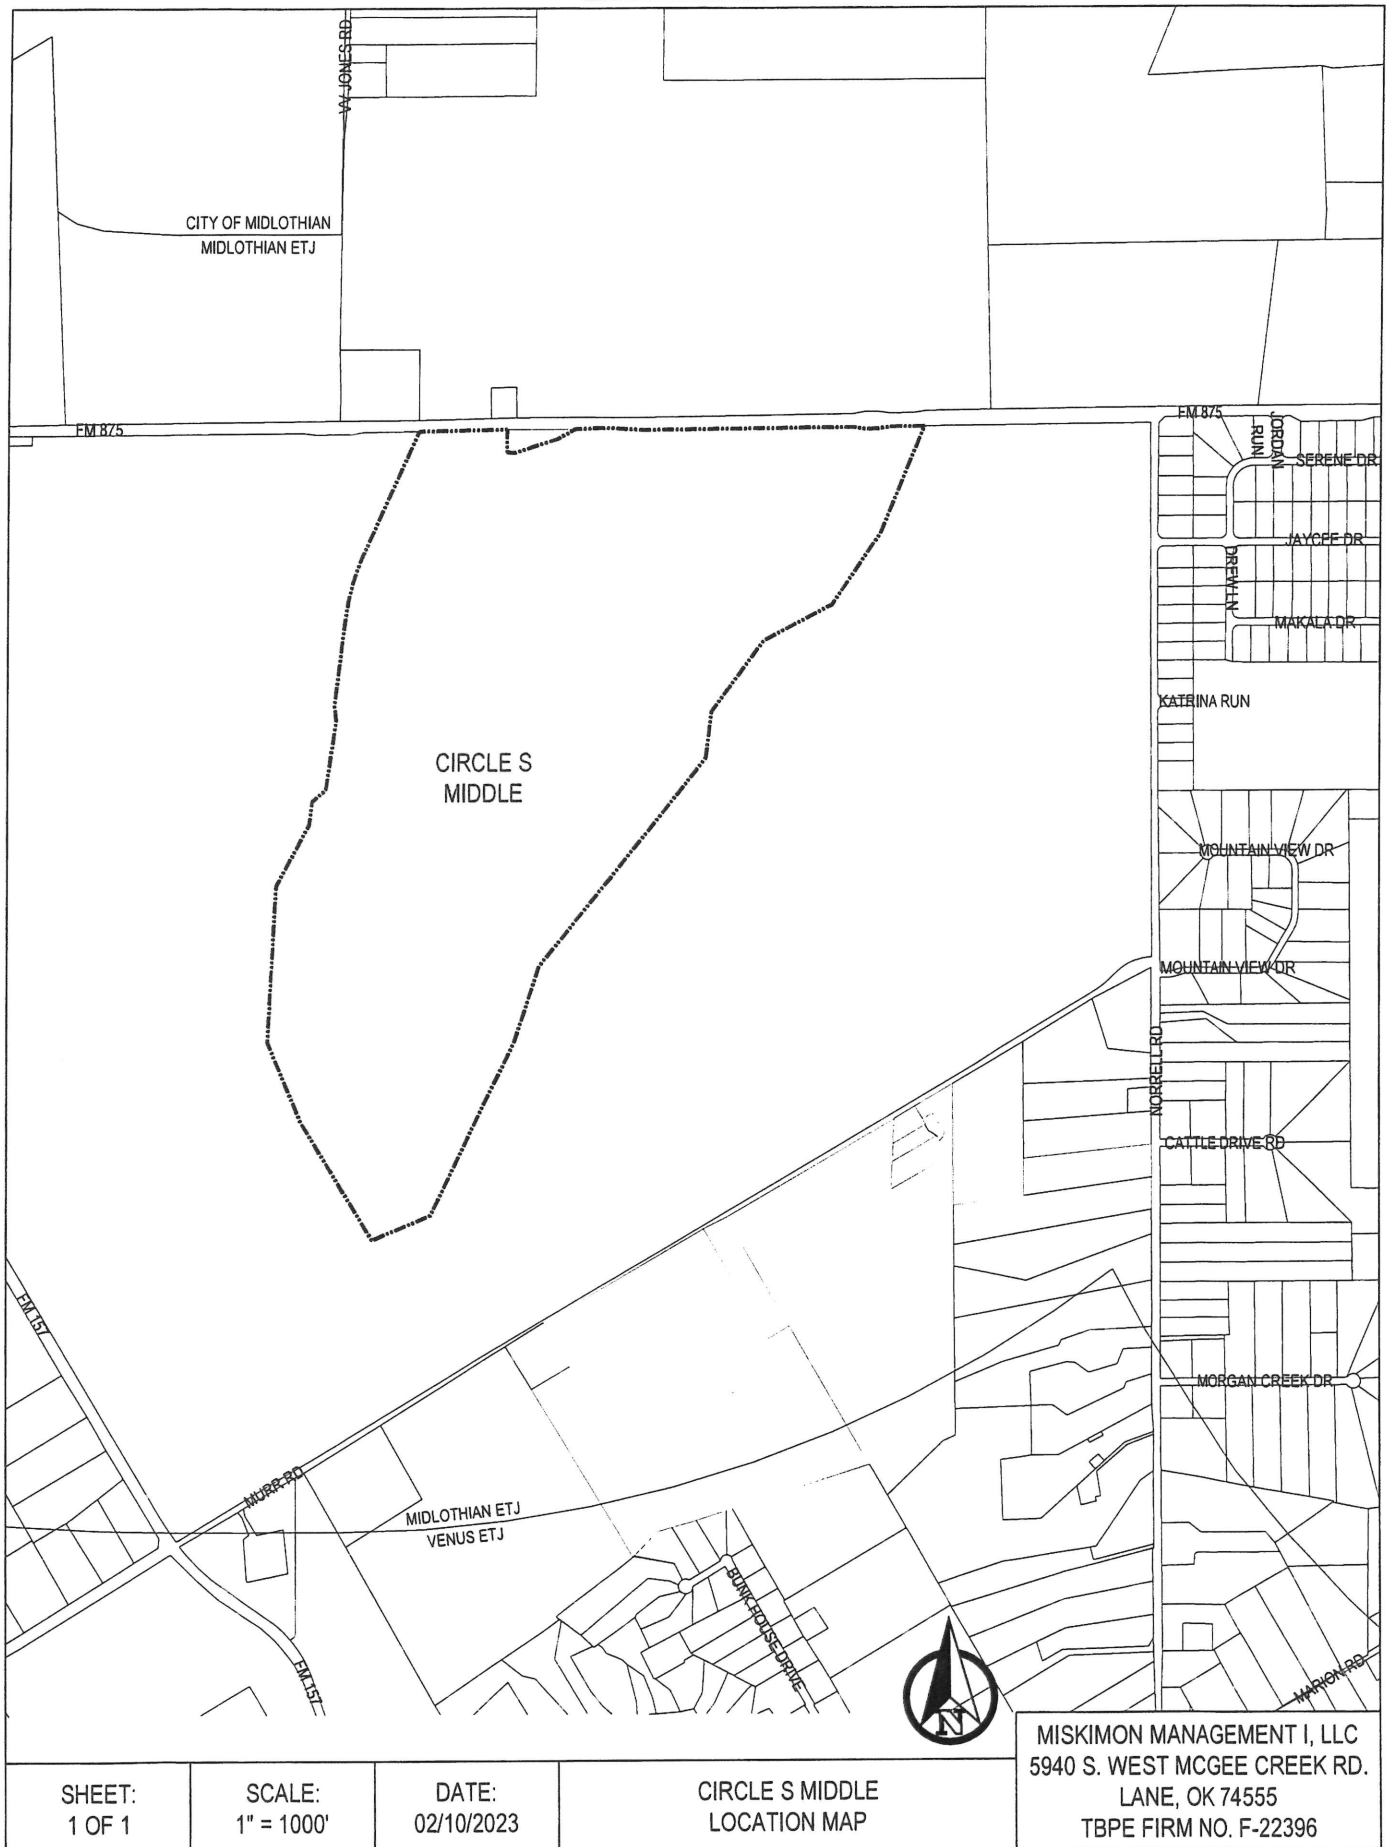 VV JONES RD
CITY OF MIDLOTHIAN
MIDLOTHIAN ETJ
FM 875
FM 875
JORDAN
RUN
SERENE DR
JAYCEE DR
DREW LN
MAKALA DR
KATRINA RUN
CIRCLE S
MIDDLE
MOUNTAIN VIEW DR
MOUNTAIN VIEW DR
NORRELL RD
CATTLE DRIVE RD
FM 157
MORGAN CREEK DR
MURR RD
MIDLOTHIAN ETJ
VENUS ETJ
BUNK HOUSE DRIVE
FM 157
MARION RD
N
MISKIMON MANAGEMENT I, LLC
5940 S. WEST MCGEE CREEK RD.
LANE, OK 74555
TBPE FIRM NO. F-22396
SHEET:
1 OF 1
SCALE:
1" = 1000'
DATE:
02/10/2023
CIRCLE S MIDDLE
LOCATION MAP